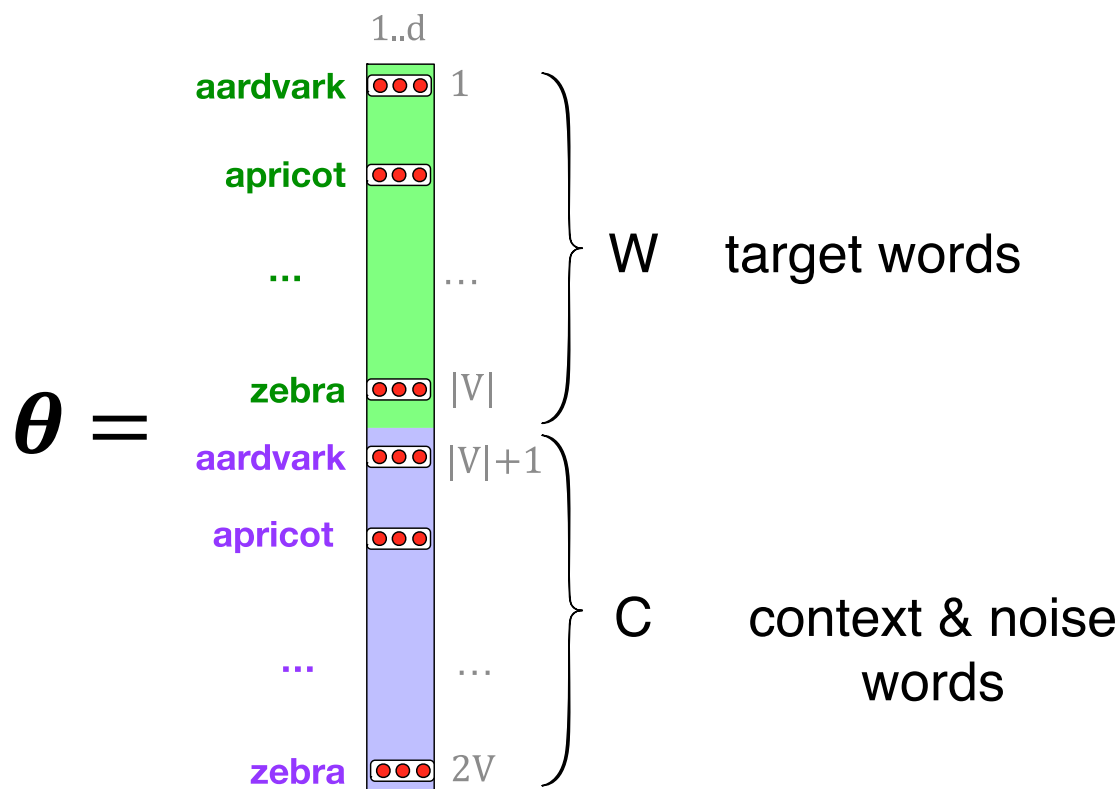 1..d
aardvark 1
apricot
... ...
zebra |V|
W target words
θ =
aardvark |V|+1
apricot
... ...
zebra 2V
C context & noise
words